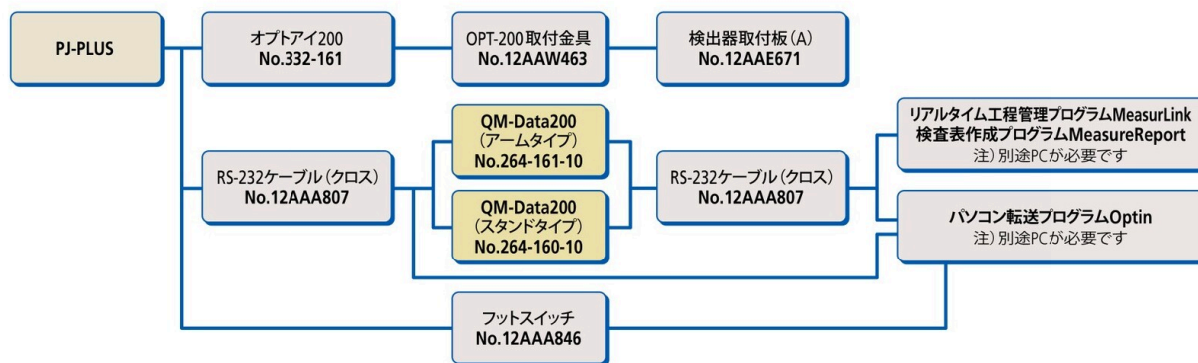 PJ-PLUS
オプトアイ200
No.332-161
OPT-200取付金具
No.12AAW463
検出器取付板(A)
No.12AAE671
RS-232ケーブル(クロス)
No.12AAA807
QM-Data200
(アームタイプ)
No.264-161-10
QM-Data200
(スタンドタイプ)
No.264-160-10
RS-232ケーブル(クロス)
No.12AAA807
リアルタイム工程管理プログラムMeasurLink
検査表作成プログラムMeasureReport
注)別途PCが必要です
パソコン転送プログラムOptin
注)別途PCが必要です
フットスイッチ
No.12AAA846